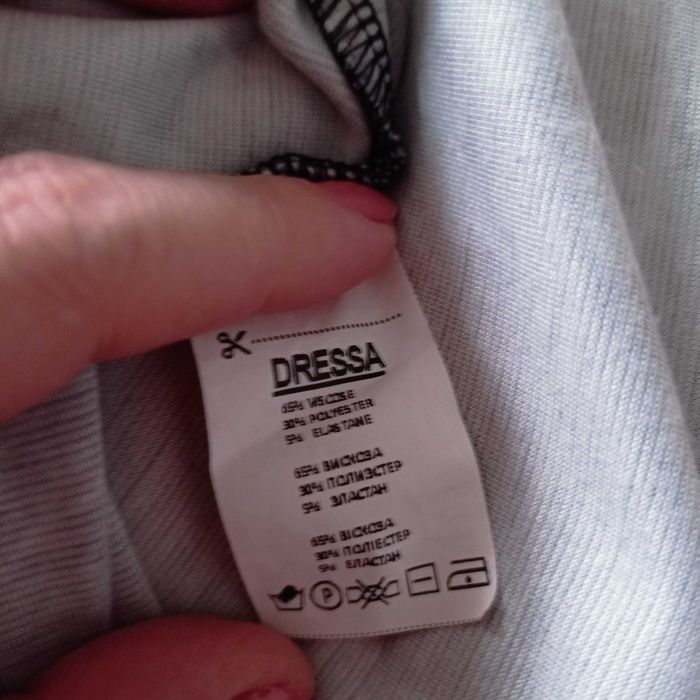 DRESSA
65% VISCOSE
30% POLYESTER
5% ELASTANE
65% ВИСКОЗА
30% ПОЛИЭСТЕР
5% ЭЛАСТАН
65% ВІСКОЗА
30% ПОЛІЕСТЕР
5% ЕЛАСТАН
P